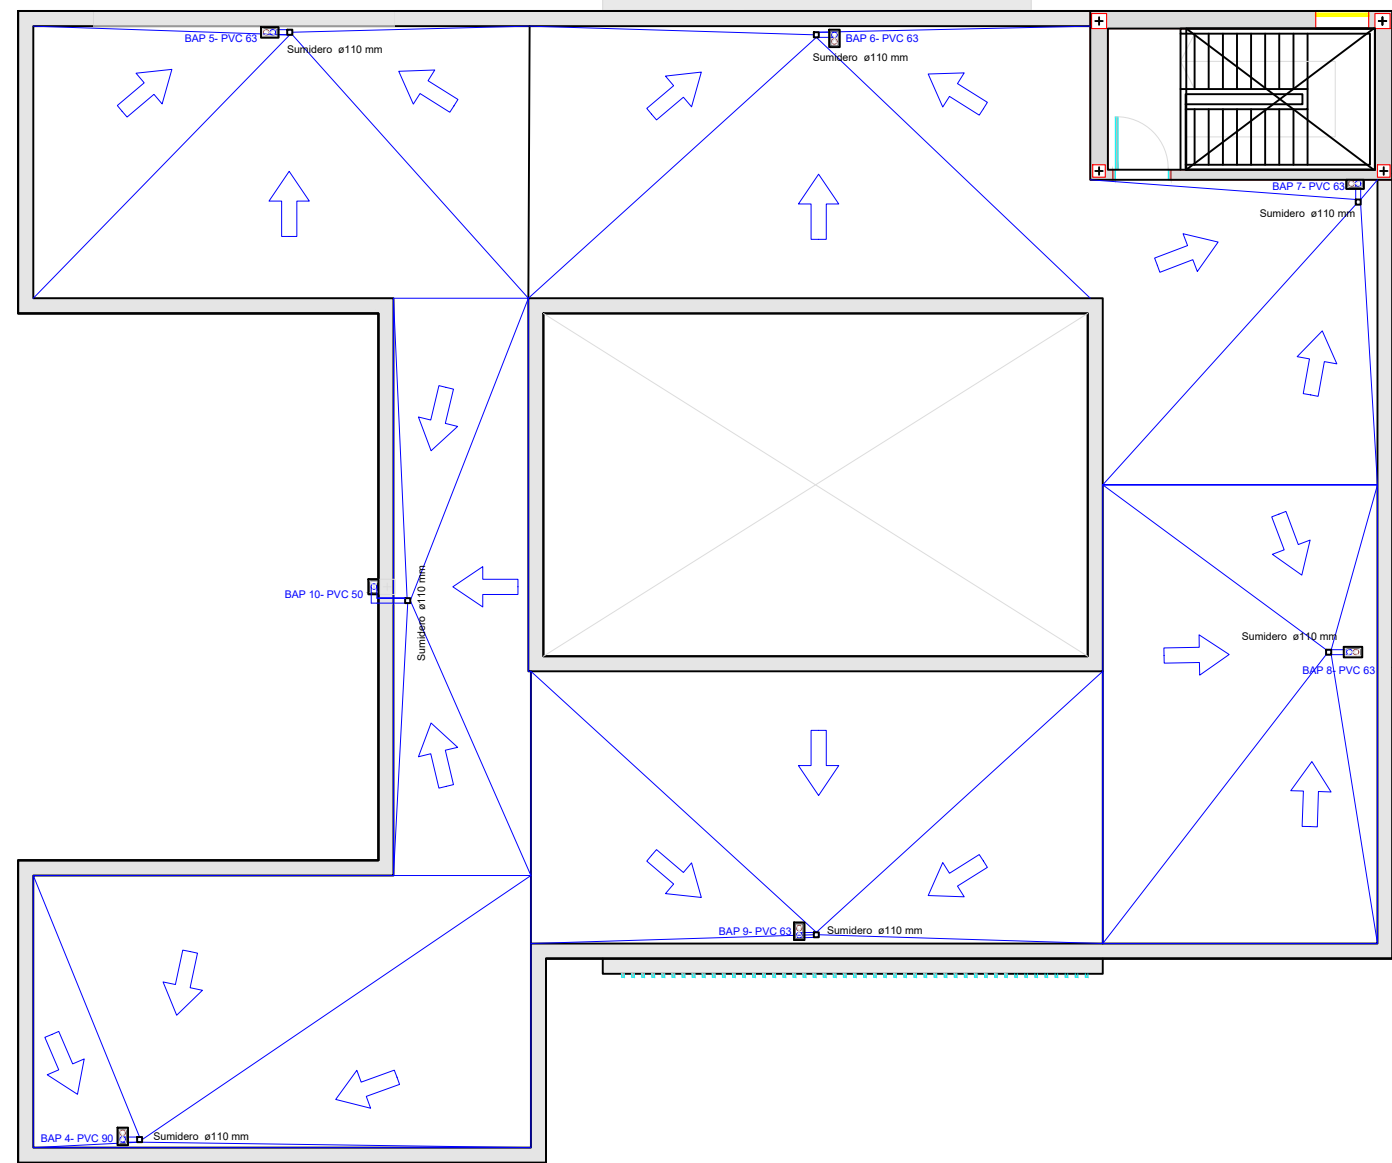 BAP 5- PVC 63
Sumidero ø110 mm
BAP 6- PVC 63
Sumidero ø110 mm
BAP 7- PVC 63
Sumidero ø110 mm
BAP 10- PVC 50
Sumidero ø110 mm
Sumidero ø110 mm
BAP 8- PVC 63
BAP 9- PVC 63
Sumidero ø110 mm
BAP 4- PVC 90
Sumidero ø110 mm